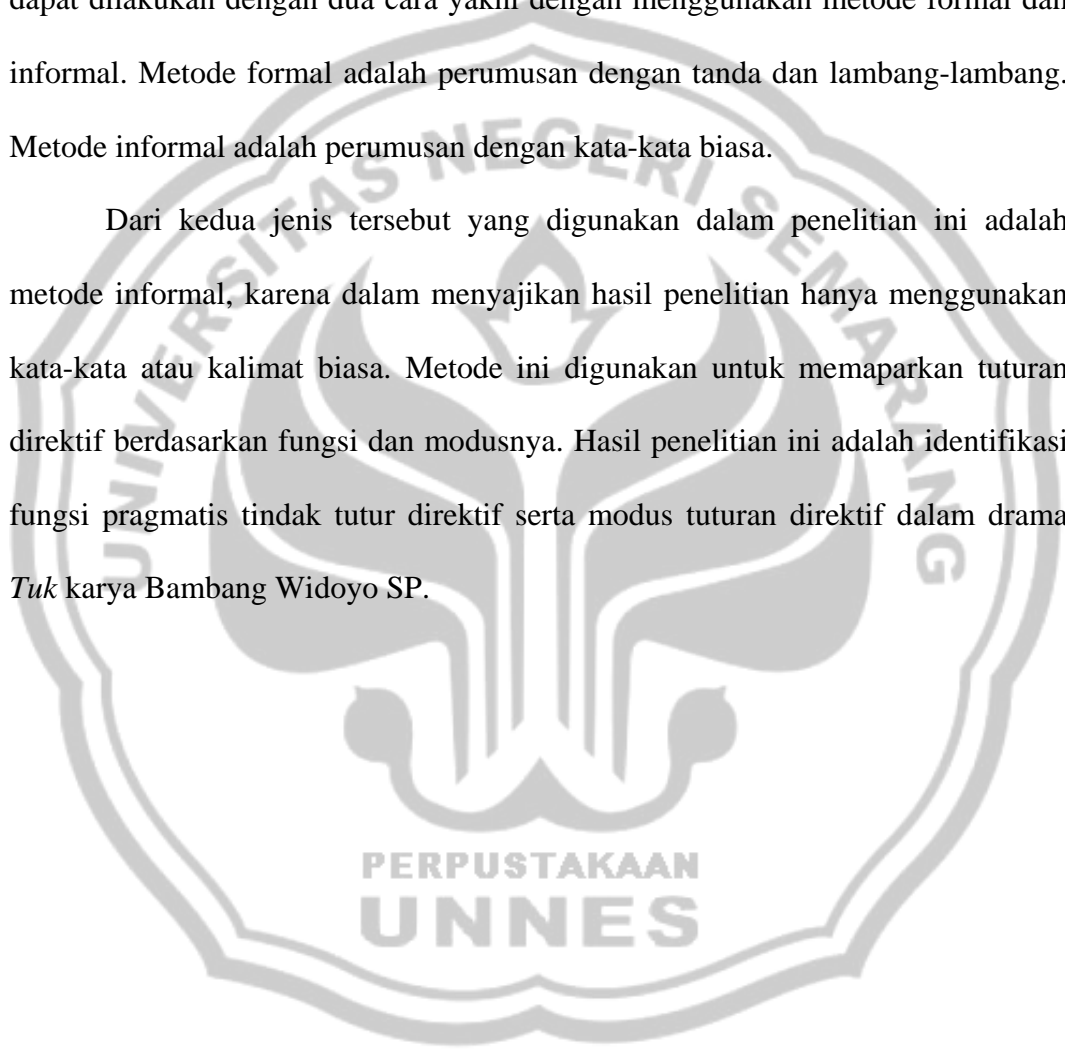 dapat dilakukan dengan dua cara yakni dengan menggunakan metode formal dan
informal. Metode formal adalah perumusan dengan tanda dan lambang-lambang.
Metode informal adalah perumusan dengan kata-kata biasa.
Dari kedua jenis tersebut yang digunakan dalam penelitian ini adalah
metode informal, karena dalam menyajikan hasil penelitian hanya menggunakan
kata-kata atau kalimat biasa. Metode ini digunakan untuk memaparkan tuturan
direktif berdasarkan fungsi dan modusnya. Hasil penelitian ini adalah identifikasi
fungsi pragmatis tindak tutur direktif serta modus tuturan direktif dalam drama
Tuk karya Bambang Widoyo SP.
UNIVERSITAS NEGERI SEMARANG
PERPUSTAKAAN
UNNES